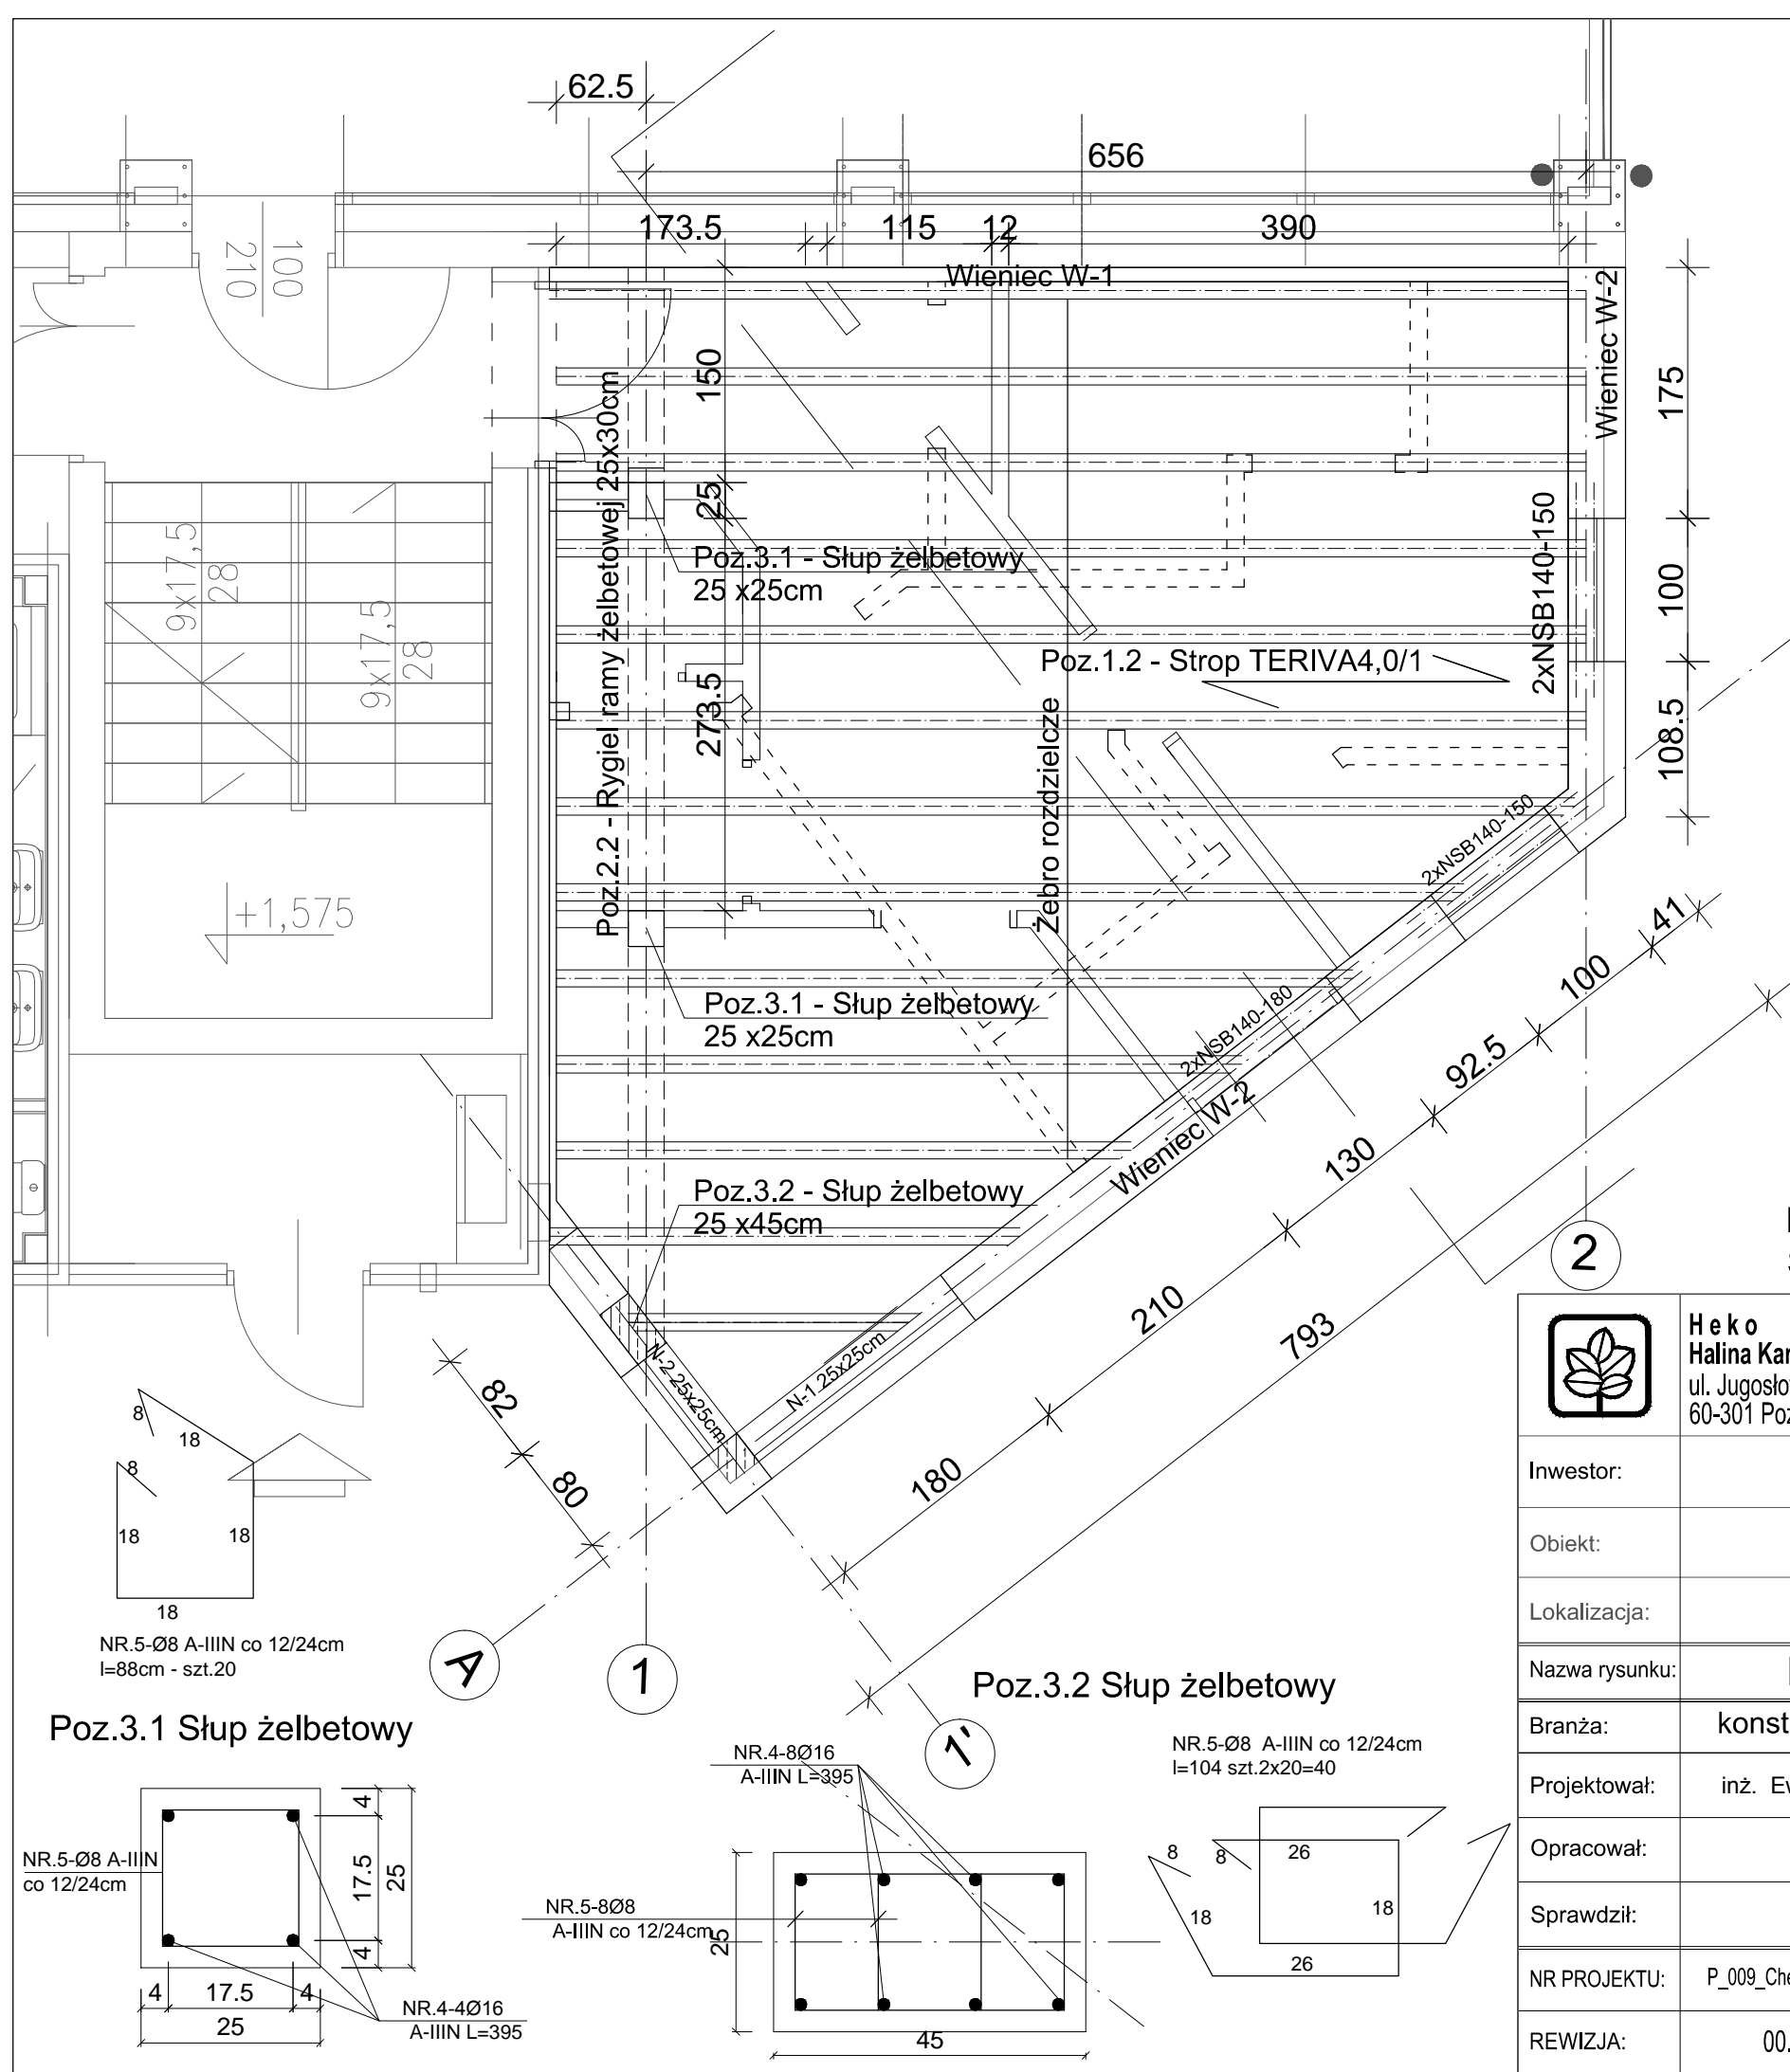 62.5
656
173.5
115
12
390
Wieniec W-1
Wieniec W-2
100
210
150
175
25
Poz.2.2 - Rygiel ramy żelbetowej 25x30cm
9x17,5
28
9x17,5
28
Poz.3.1 - Słup żelbetowy
25 x25cm
2xNSB140-150
100
Poz.1.2 - Strop TERIVA4,0/1
273.5
Żebro rozdzielcze
108.5
2xNSB140-150
+1,575
41
100
Poz.3.1 - Słup żelbetowy
25 x25cm
2xNSB140-180
92.5
Wieniec W-2
130
Poz.3.2 - Słup żelbetowy
25 x45cm
2
210
793
N-2 25x25cm
N-1 25x25cm
82
80
180
8
18
8
18
18
18
NR.5-Ø8 A-IIIN co 12/24cm
l=88cm - szt.20
A
1
1'
Poz.3.1 Słup żelbetowy
NR.5-Ø8 A-IIIN
co 12/24cm
4
17.5
4
25
4
17.5
4
25
NR.4-4Ø16
A-IIIN L=395
Poz.3.2 Słup żelbetowy
NR.4-8Ø16
A-IIIN L=395
NR.5-8Ø8
A-IIIN co 12/24cm
25
45
NR.5-Ø8 A-IIIN co 12/24cm
l=104 szt.2x20=40
8
8
26
18
18
26
Heko
Halina Kar
ul. Jugosło
60-301 Poz
Inwestor:
Obiekt:
Lokalizacja:
Nazwa rysunku:
Branża:
konst
Projektował:
inż. Ew
Opracował:
Sprawdził:
NR PROJEKTU:
P_009_Che
REWIZJA:
00.